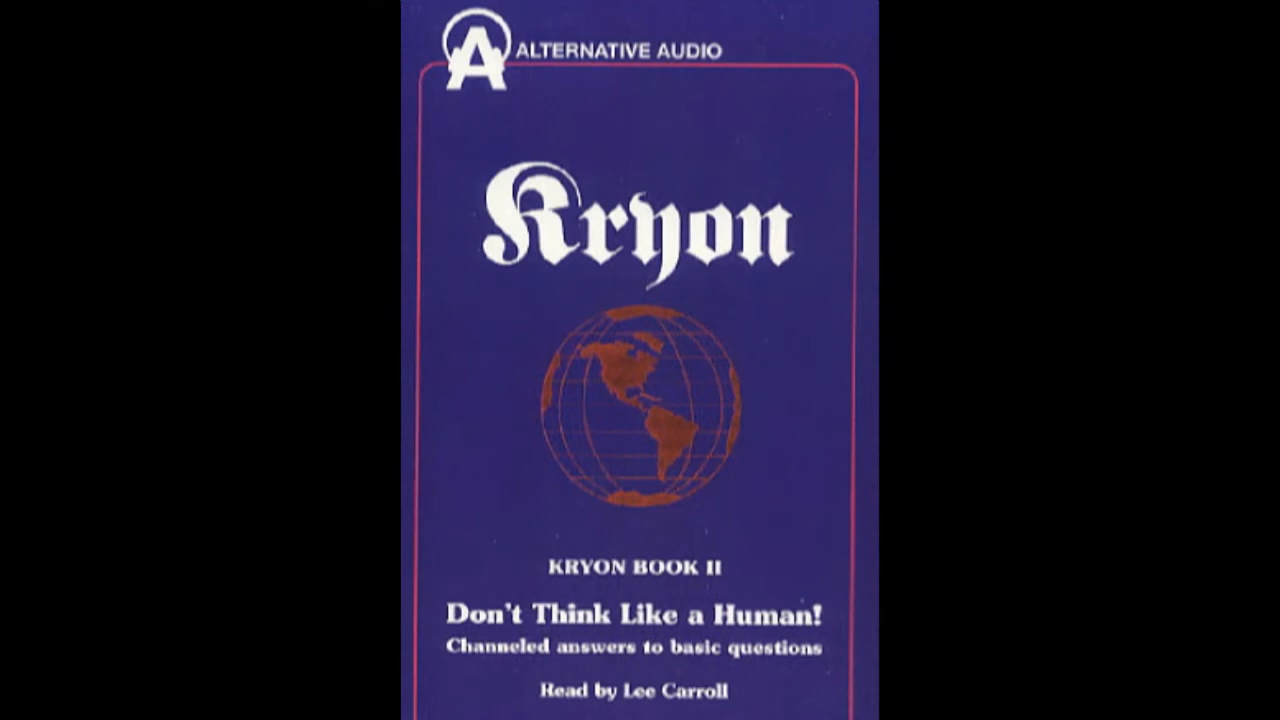 A ALTERNATIVE AUDIO
Kryon
KRYON BOOK II
Don't Think Like a Human!
Channeled answers to basic questions
Read by Lee Carroll